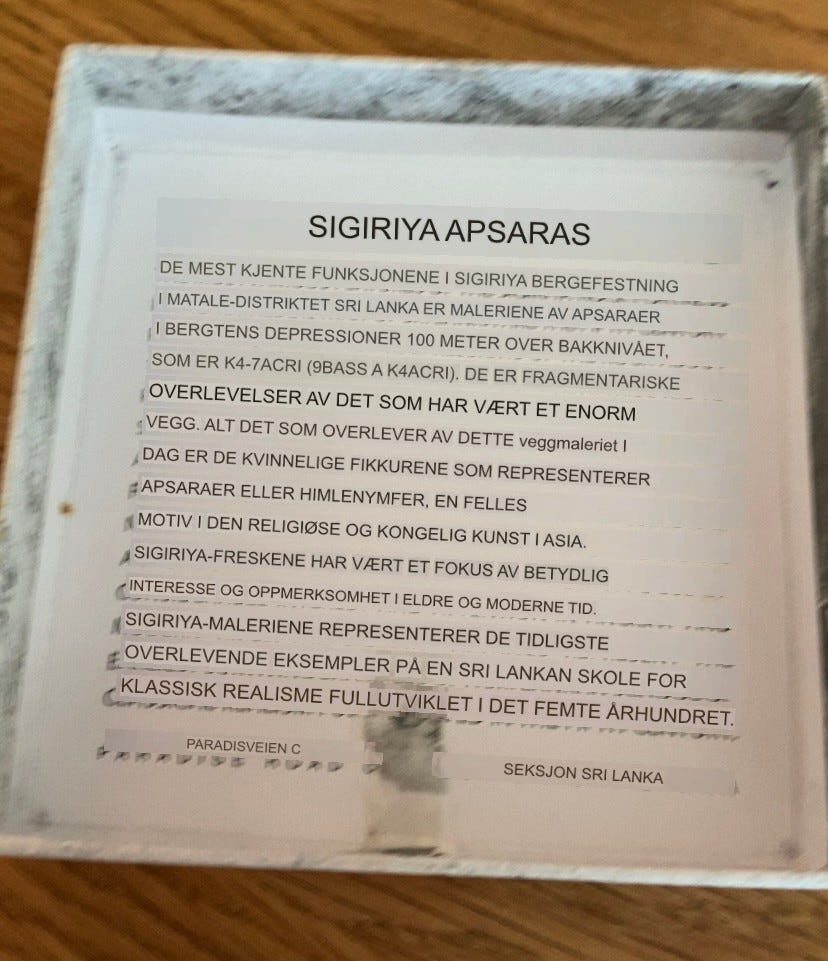 SIGIRIYA APSARAS
DE MEST KJENTE FUNKSJONENE I SIGIRIYA BERGEFESTNING
I MATALE-DISTRIKTET SRI LANKA ER MALERIENE AV APSARAER
I BERGTENS DEPRESSIONER 100 METER OVER BAKKNIVÅET,
SOM ER K4-7ACRI (9BASS A K4ACRI). DE ER FRAGMENTARISKE
OVERLEVELSER AV DET SOM HAR VÆRT ET ENORM
VEGG. ALT DET SOM OVERLEVER AV DETTE veggmaleriet I
DAG ER DE KVINNELIGE FIKKURENE SOM REPRESENTERER
APSARAER ELLER HIMLENYMFER, EN FELLES
MOTIV I DEN RELIGIØSE OG KONGELIG KUNST I ASIA.
SIGIRIYA-FRESKENE HAR VÆRT ET FOKUS AV BETYDLIG
INTERESSE OG OPPMERKSOMHET I ELDRE OG MODERNE TID.
SIGIRIYA-MALERIENE REPRESENTERER DE TIDLIGSTE
OVERLEVENDE EKSEMPLER PÅ EN SRI LANKAN SKOLE FOR
KLASSISK REALISME FULLUTVIKLET I DET FEMTE ÅRHUNDRET.
PARADISVEIEN C
SEKSJON SRI LANKA